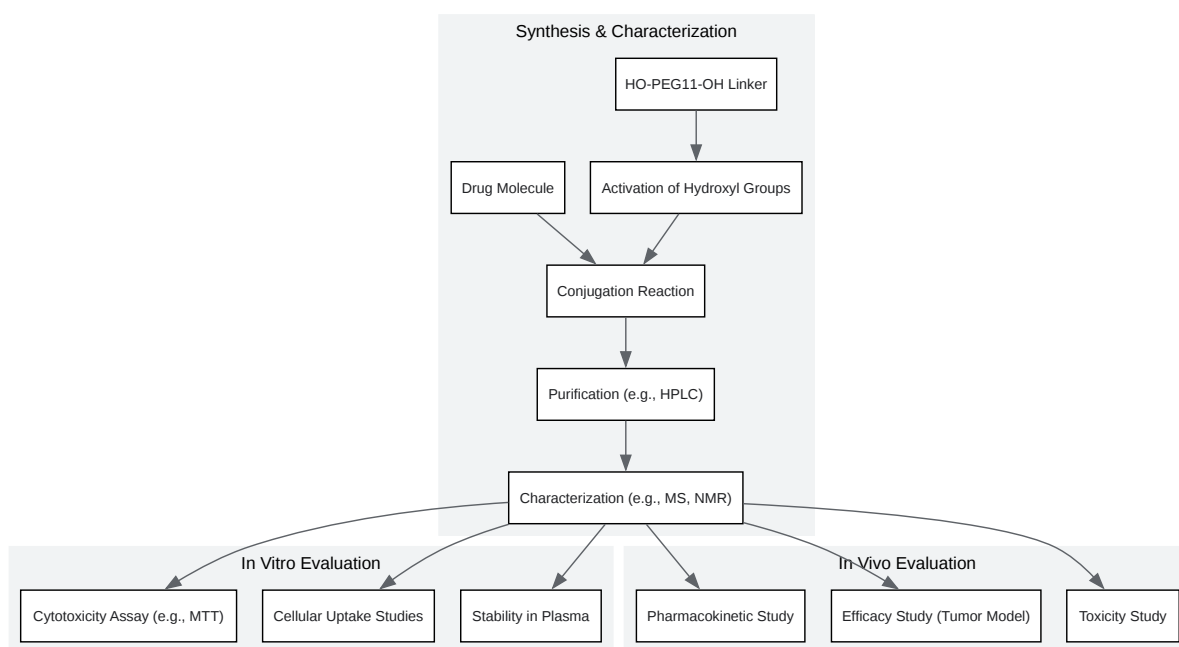 Synthesis & Characterization
HO-PEG11-OH Linker
Drug Molecule
Activation of Hydroxyl Groups
Conjugation Reaction
Purification (e.g., HPLC)
Characterization (e.g., MS, NMR)
In Vitro Evaluation
In Vivo Evaluation
Cytotoxicity Assay (e.g., MTT)
Cellular Uptake Studies
Stability in Plasma
Pharmacokinetic Study
Efficacy Study (Tumor Model)
Toxicity Study